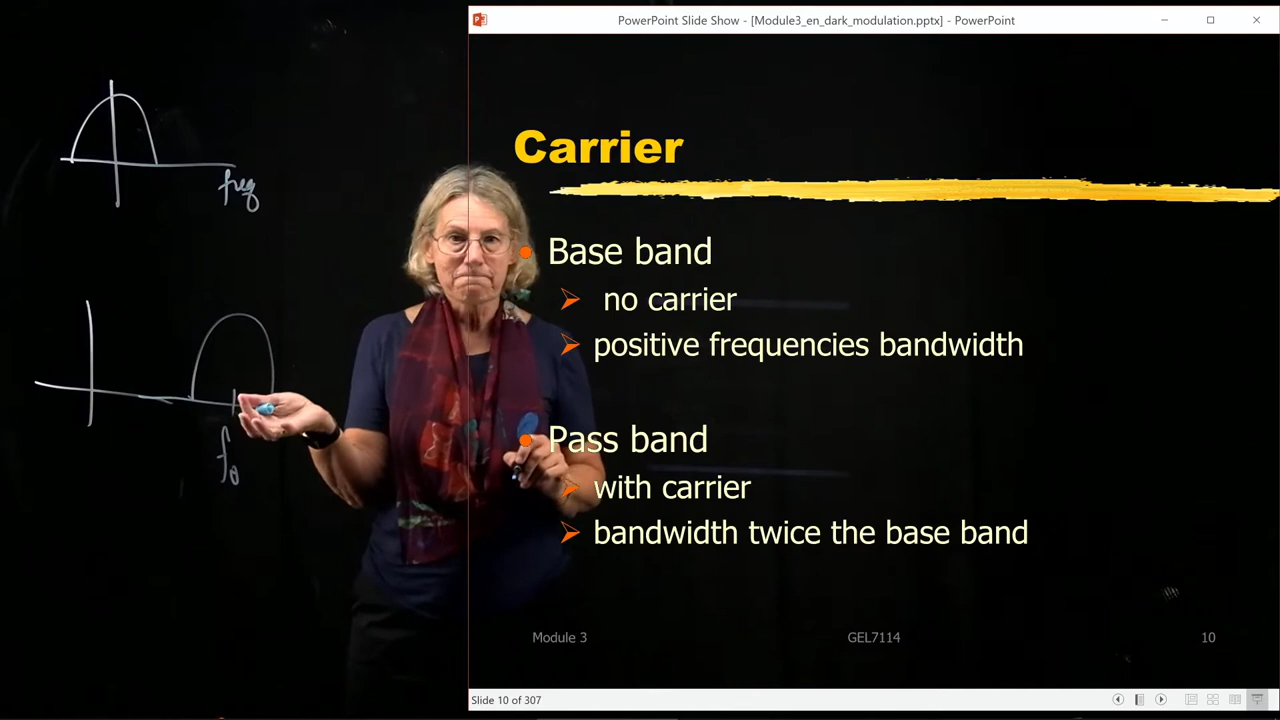 PowerPoint Slide Show - [Module3_en_dark_modulation.pptx] - PowerPoint
freq
f0
Carrier
Base band
no carrier
positive frequencies bandwidth
Pass band
with carrier
bandwidth twice the base band
Module 3
GEL7114
10
Slide 10 of 307